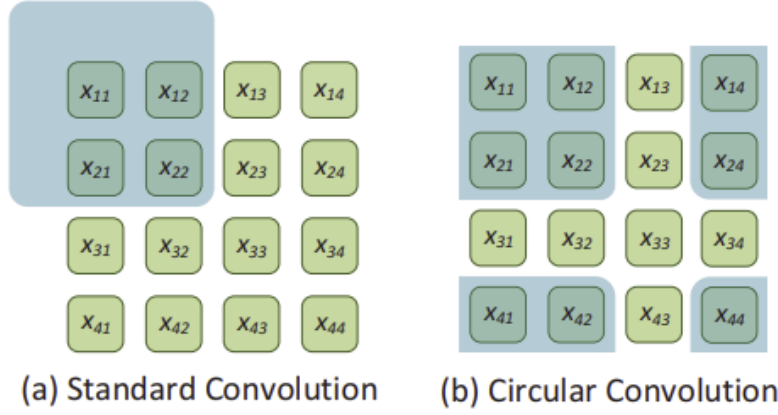 x11 x12 x13 x14
x21 x22 x23 x24
x31 x32 x33 x34
x41 x42 x43 x44
(a) Standard Convolution
x11 x12 x13 x14
x21 x22 x23 x24
x31 x32 x33 x34
x41 x42 x43 x44
(b) Circular Convolution